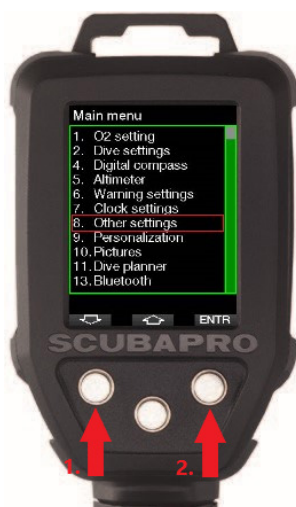 Main menu
1. O2 setting
2. Dive settings
4. Digital compass
5. Altimeter
6. Warning settings
7. Clock settings
8. Other settings
9. Personalization
10. Pictures
11. Dive planner
13. Bluetooth
ENTR
SCUBAPRO
1. 2.